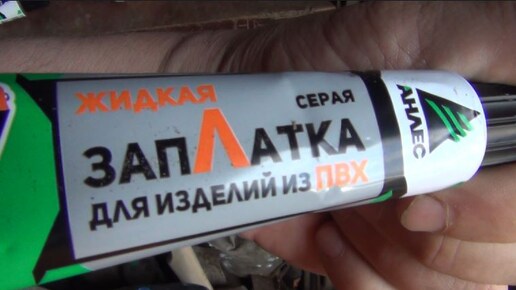 ЖИДКАЯ
СЕРАЯ
ЗАПЛАТКА
ДЛЯ ИЗДЕЛИЙ ИЗ ПВХ
АНЛЕС